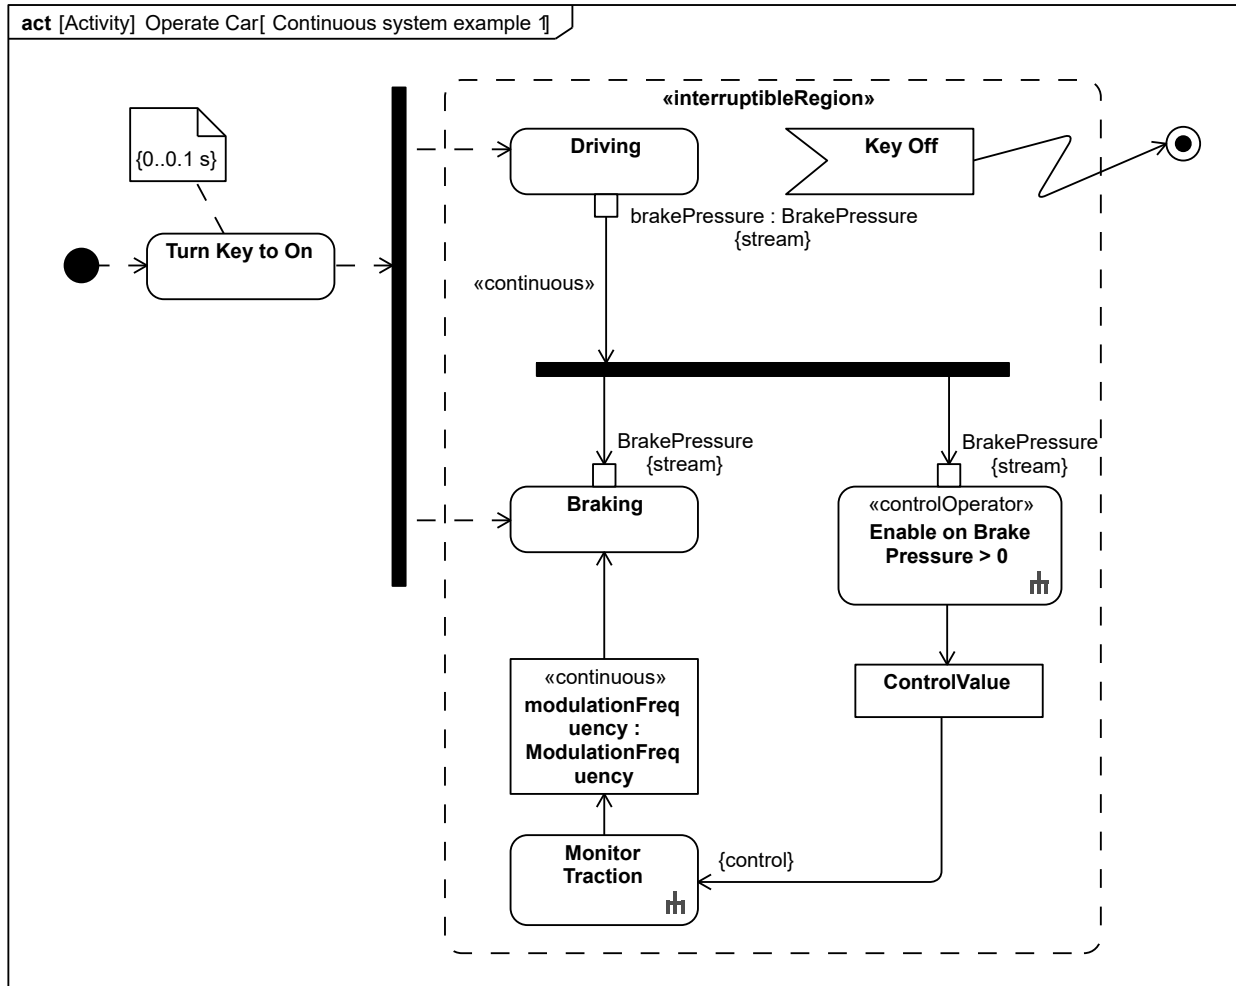 act [Activity] Operate Car[ Continuous system example 1]
«interruptibleRegion»
{0..0.1 s}
Driving
Key Off
brakePressure : BrakePressure
{stream}
Turn Key to On
«continuous»
BrakePressure
{stream}
BrakePressure
{stream}
Braking
«controlOperator»
Enable on Brake
Pressure > 0
«continuous»
modulationFreq
uency :
ModulationFreq
uency
ControlValue
Monitor
Traction
{control}